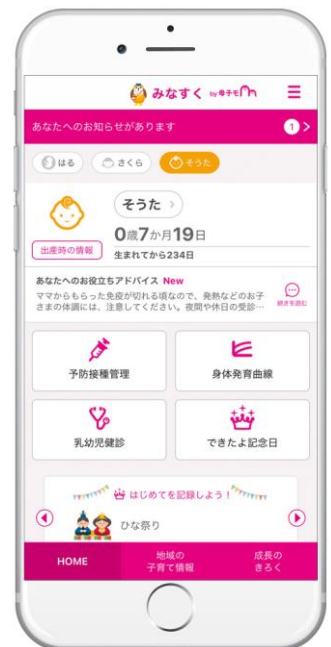 みなすく by 母子モ
あなたへのお知らせがあります 1
はる さくら そうた
そうた
0歳7か月19日
出産時の情報
生まれてから234日
あなたへのお役立ちアドバイス New
ママからもらった免疫が切れる頃なので、発熱などのお子
さまの体調には、注意してください。夜間や休日の受診…
続きを読む
予防接種管理
身体発育曲線
乳幼児健診
できたよ記念日
はじめてを記録しよう!
ひな祭り
HOME
地域の
子育て情報
成長の
きろく